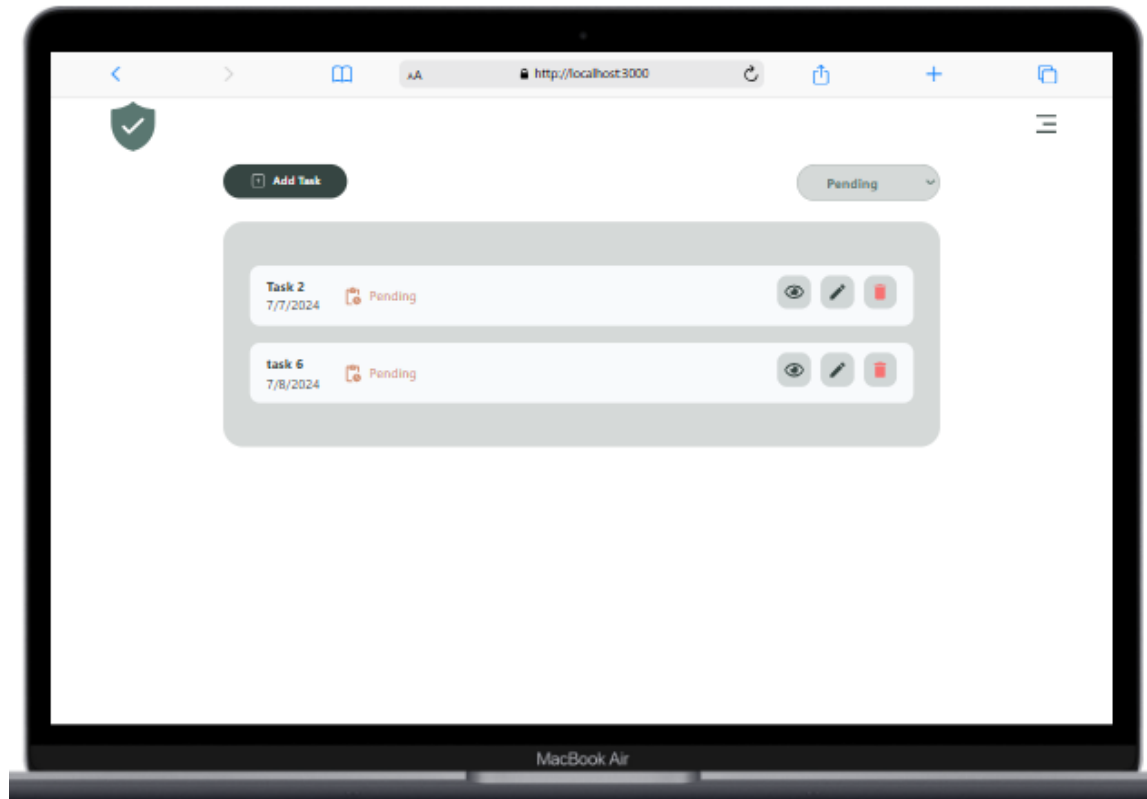 AA
http://localhost:3000
Add Task
Pending
Task 2
7/7/2024
Pending
task 6
7/8/2024
Pending
MacBook Air